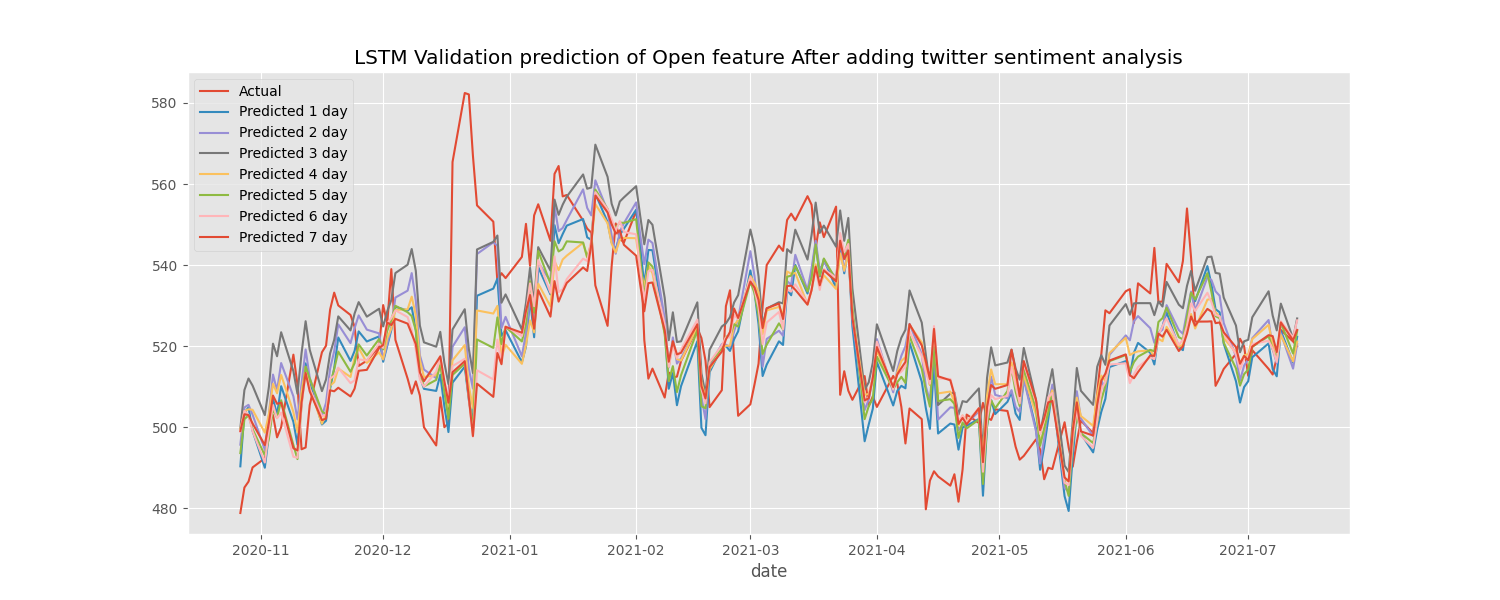 LSTM Validation prediction of Open feature After adding twitter sentiment analysis
Actual
Predicted 1 day
Predicted 2 day
Predicted 3 day
Predicted 4 day
Predicted 5 day
Predicted 6 day
Predicted 7 day
580
560
540
520
500
480
2020-11 2020-12 2021-01 2021-02 2021-03 2021-04 2021-05 2021-06 2021-07
date